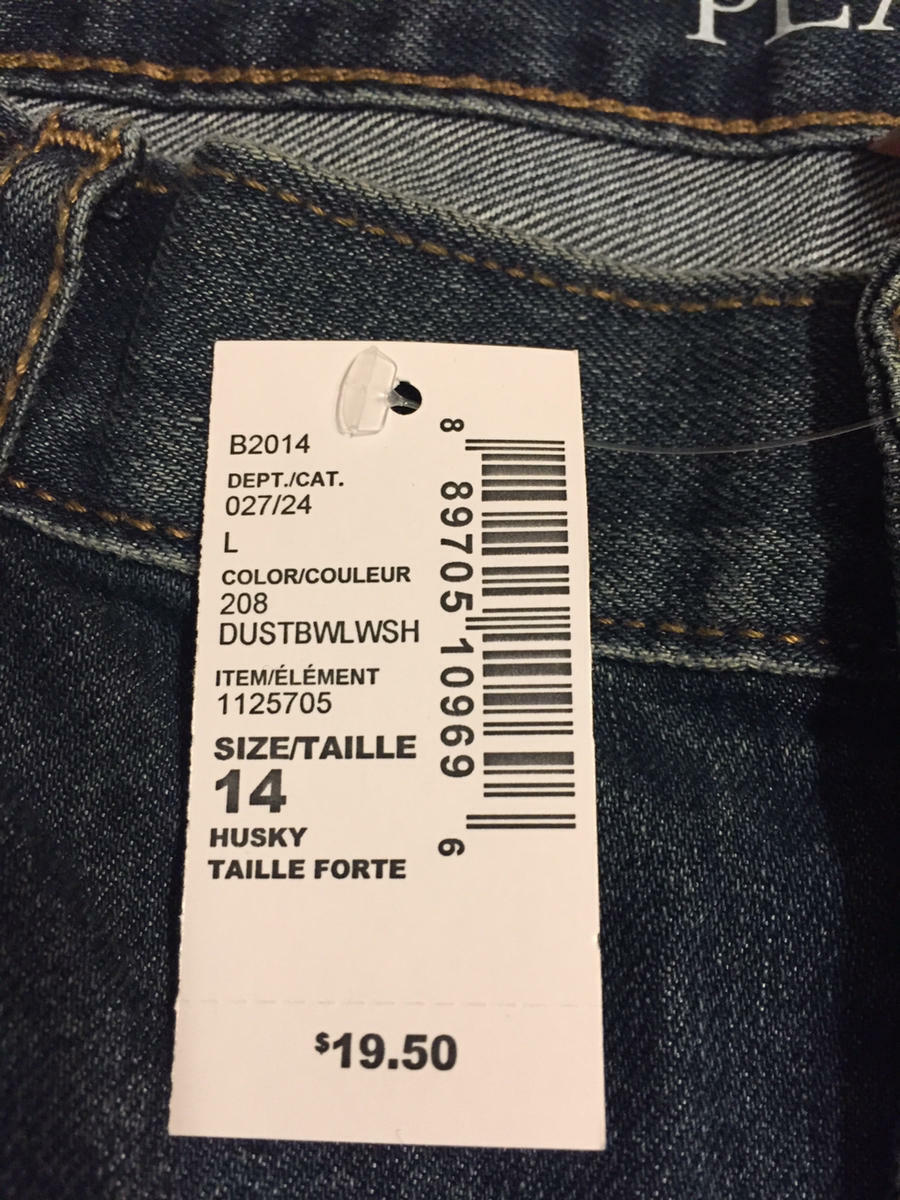 B2014
DEPT./CAT.
027/24
L
COLOR/COULEUR
208
DUSTBWLWSH
ITEM/ÉLÉMENT
1125705
SIZE/TAILLE
14
HUSKY
TAILLE FORTE
8 89705 10969 6
$19.50